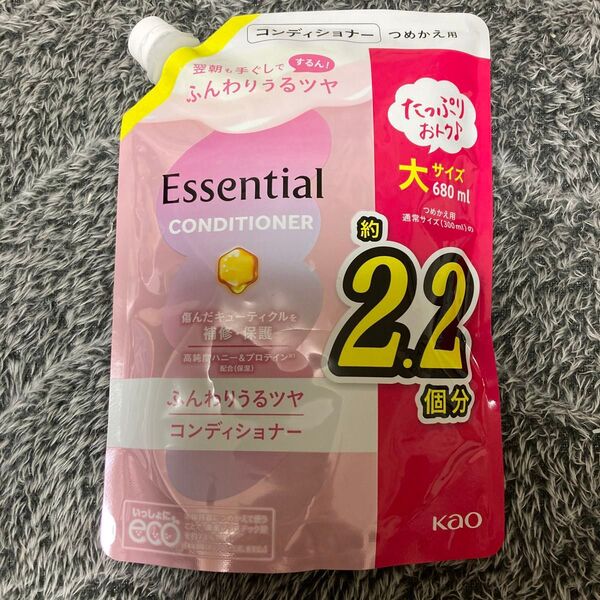 コンディショナー つめかえ用
翌朝も手ぐしで するん!
ふんわりうるツヤ
たっぷり
おトク♪
大サイズ
680ml
つめかえ用
通常サイズ(300ml)の
約
2.2
個分
Essential
CONDITIONER
傷んだキューティクルを
補修・保護
高純度ハニー&プロテイン
配合(保湿)
ふんわりうるツヤ
コンディショナー
いっしょにeco
kao